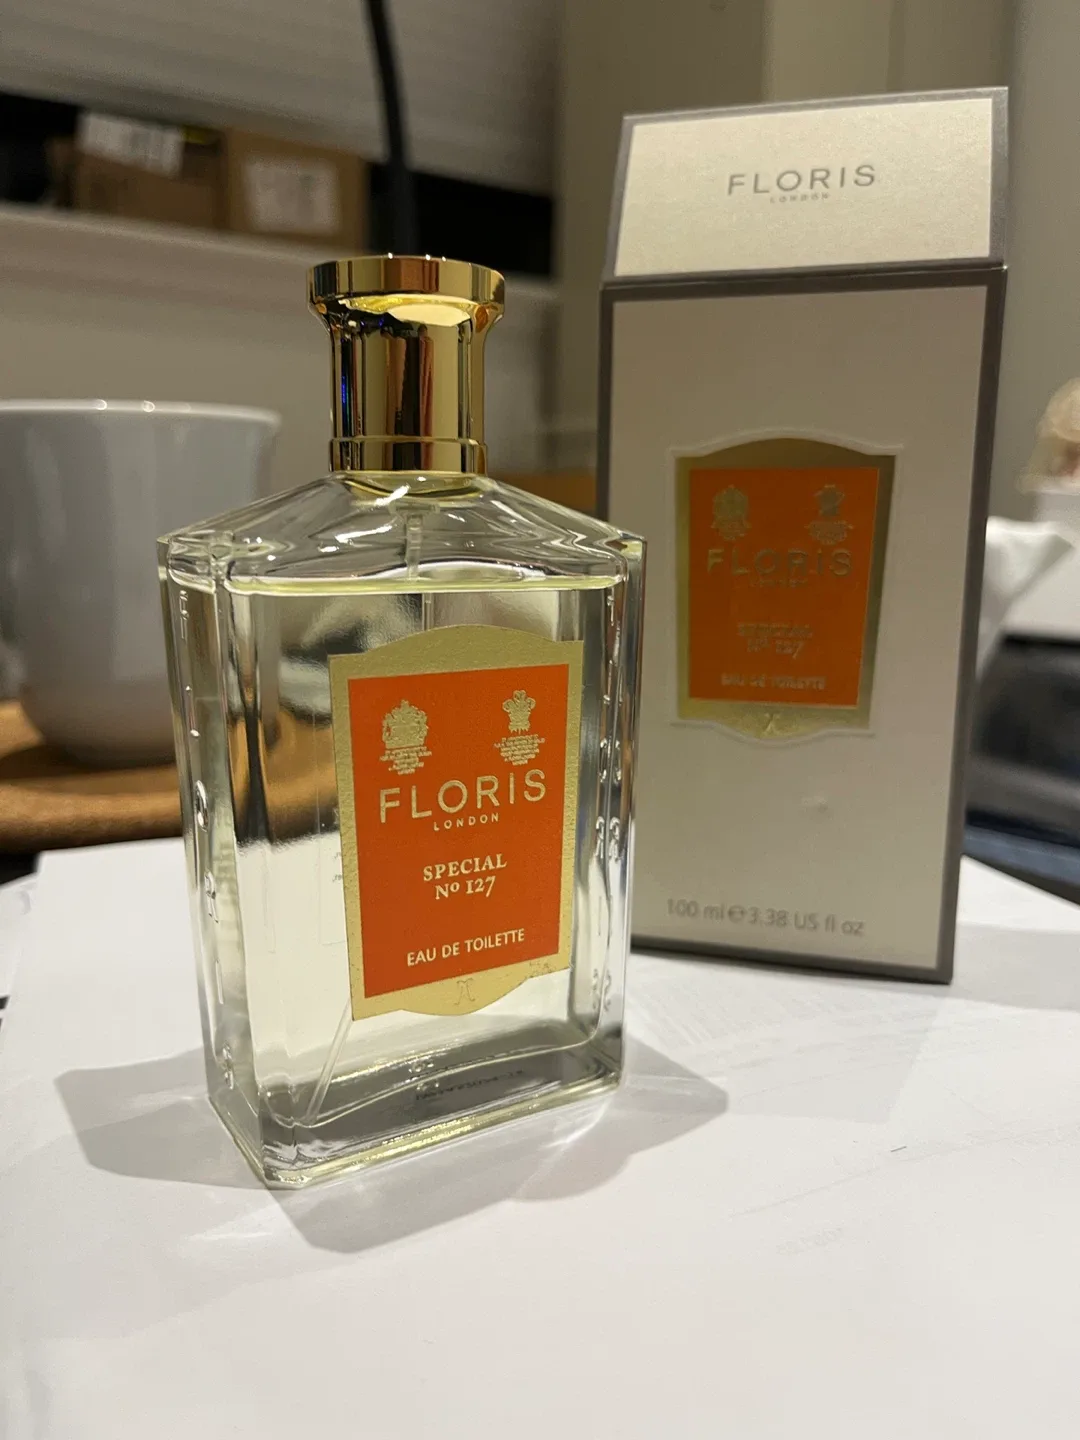 FLORIS
LONDON
SPECIAL
Nº 127
EAU DE TOILETTE
FLORIS
LONDON
FLORIS
LONDON
SPECIAL
Nº 127
EAU DE TOILETTE
100 ml ℮ 3.38 US fl oz